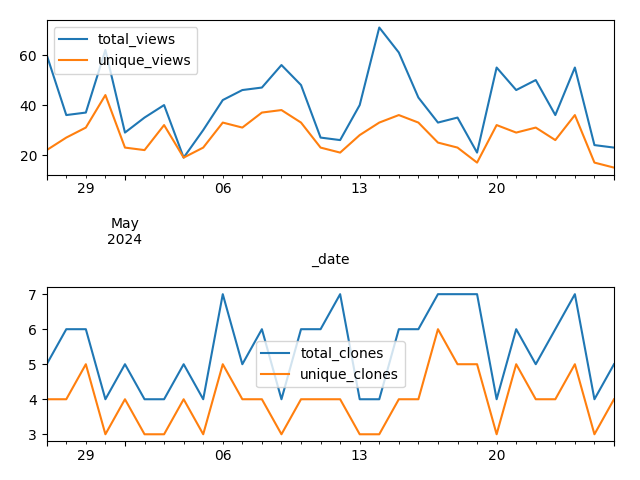 total_views
unique_views
60
40
20
29 06 13 20
May
2024
_date
7
6
5
4
3
total_clones
unique_clones
29 06 13 20